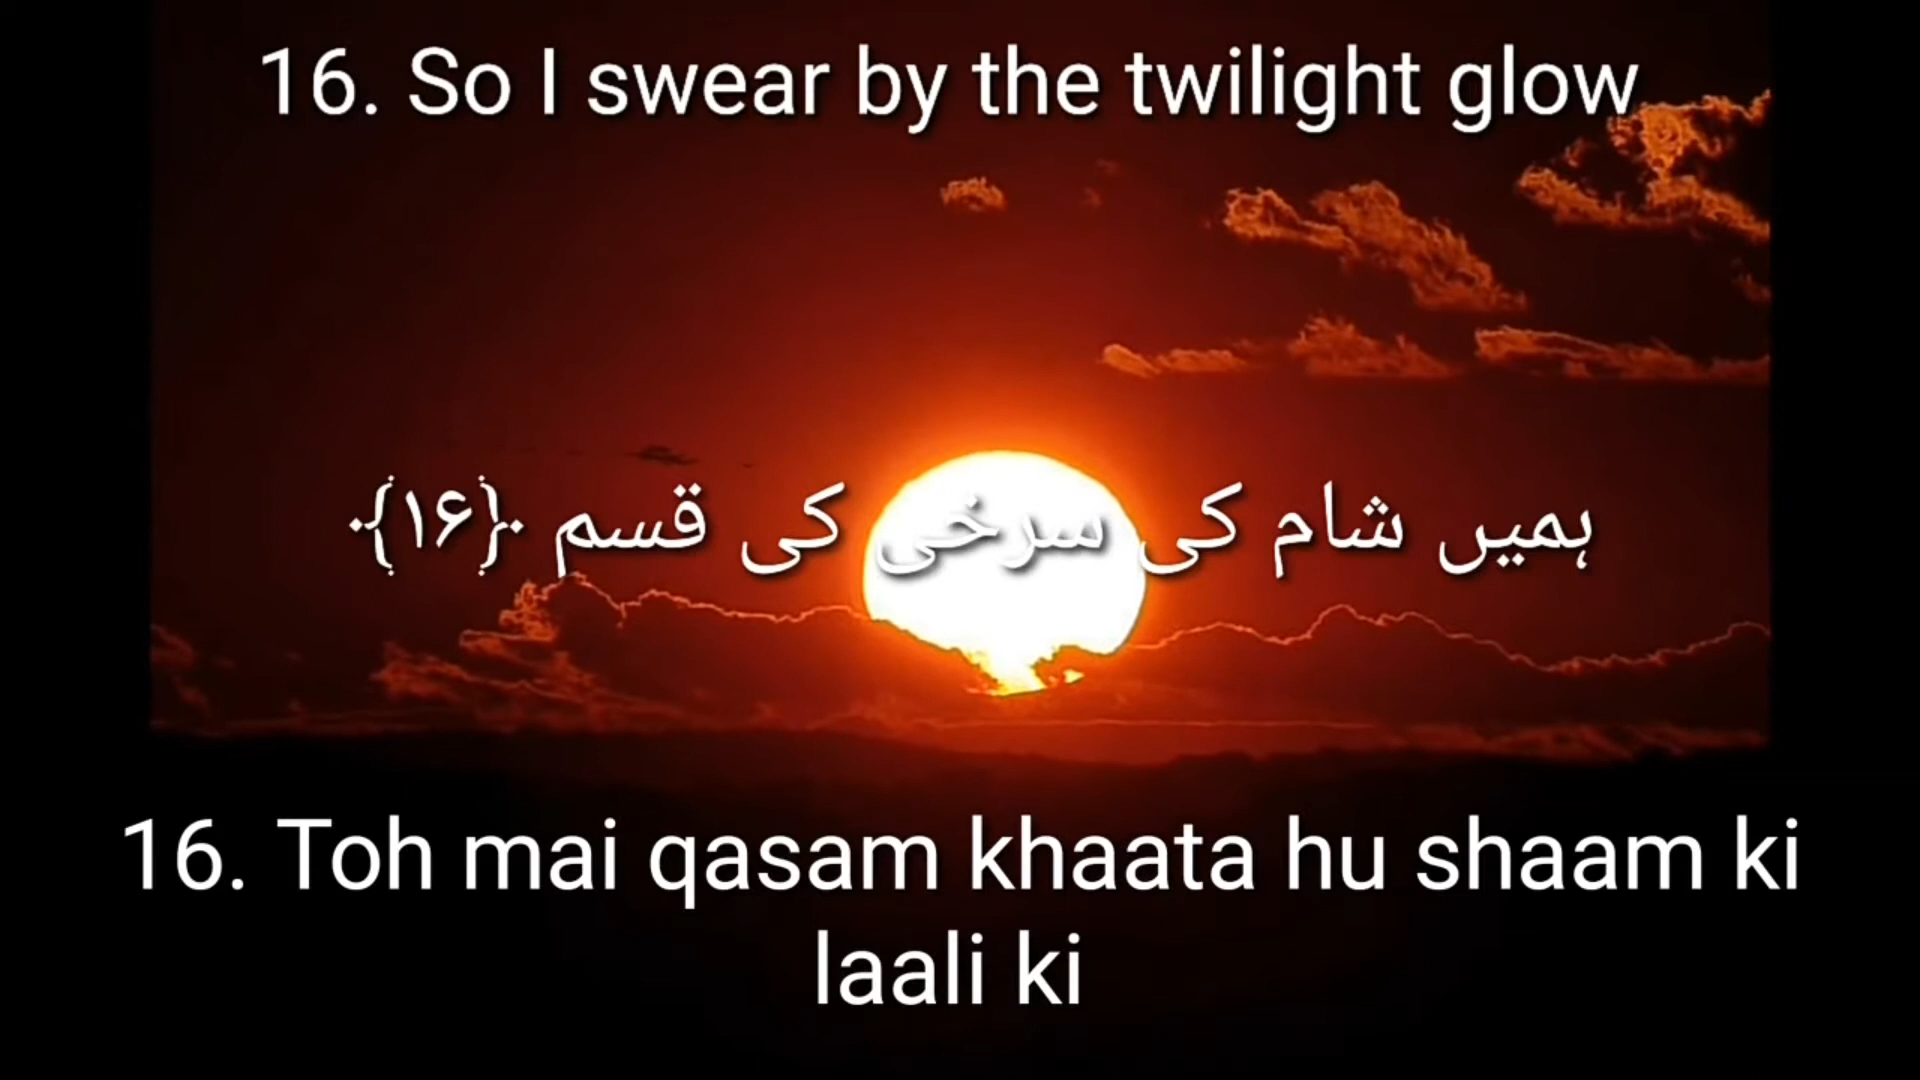 16. So I swear by the twilight glow
ہمیں شام کی سرخی کی قسم ﴿۱۶﴾
16. Toh mai qasam khaata hu shaam ki
laali ki